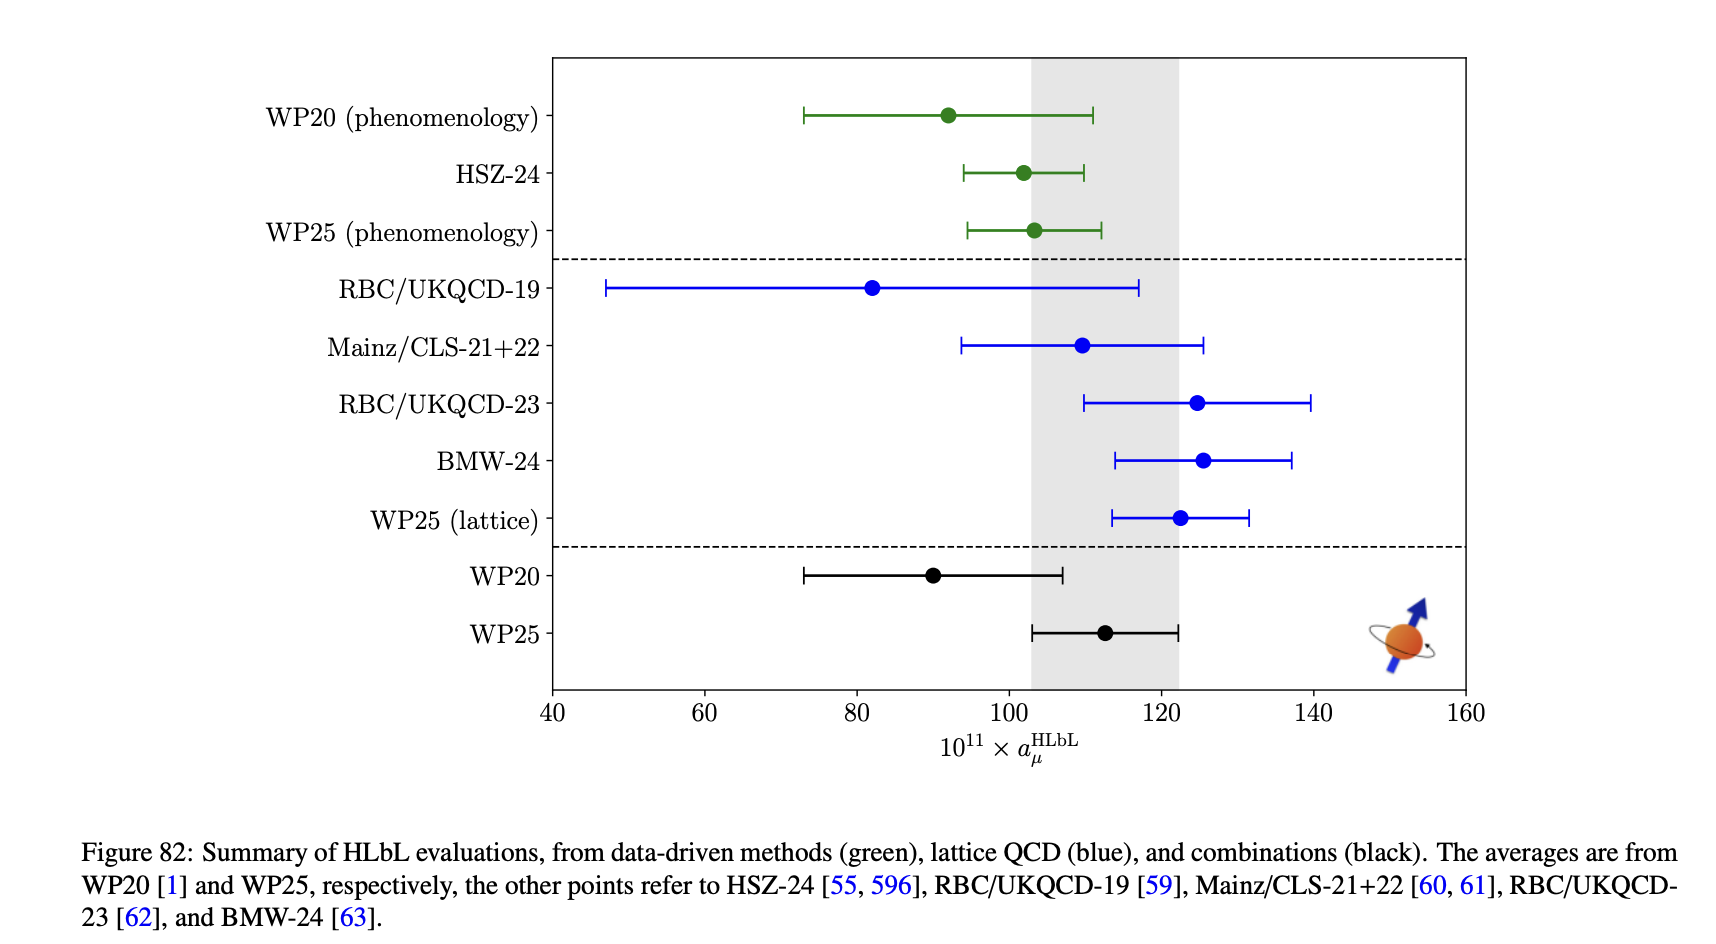 WP20 (phenomenology)
HSZ-24
WP25 (phenomenology)
RBC/UKQCD-19
Mainz/CLS-21+22
RBC/UKQCD-23
BMW-24
WP25 (lattice)
WP20
WP25
40 60 80 100 120 140 160
10¹¹ × a_μ^HLbL
Figure 82: Summary of HLbL evaluations, from data-driven methods (green), lattice QCD (blue), and combinations (black). The averages are from
WP20 [1] and WP25, respectively, the other points refer to HSZ-24 [55, 596], RBC/UKQCD-19 [59], Mainz/CLS-21+22 [60, 61], RBC/UKQCD-
23 [62], and BMW-24 [63].